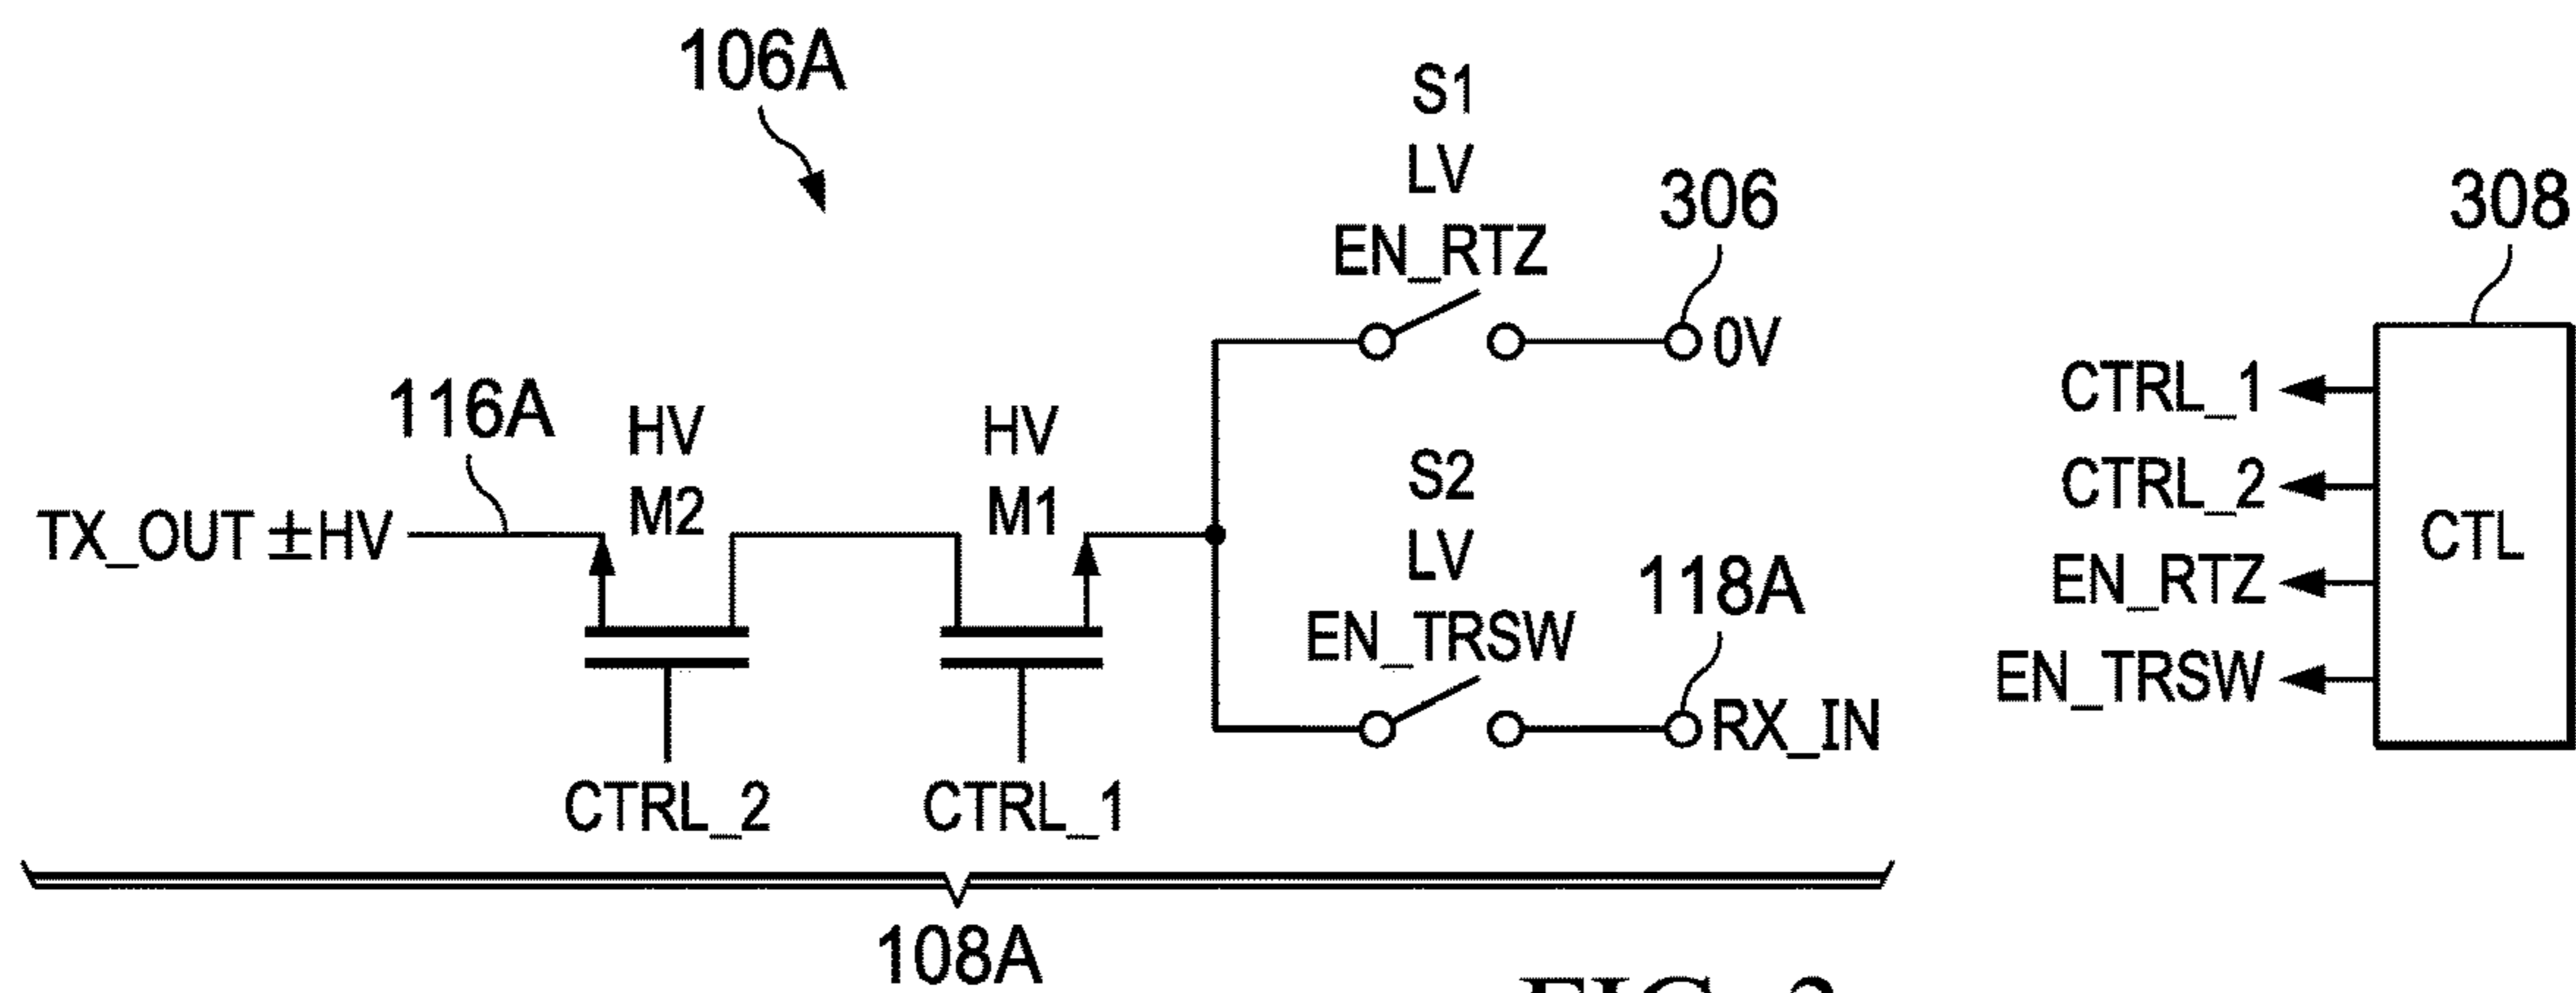 106A
S1
LV
EN_RTZ
306
0V
308
116A
HV
M2
HV
M1
TX_OUT ±HV
S2
LV
EN_TRSW
118A
RX_IN
CTRL_1
CTRL_2
EN_RTZ
EN_TRSW
CTL
CTRL_2
CTRL_1
108A